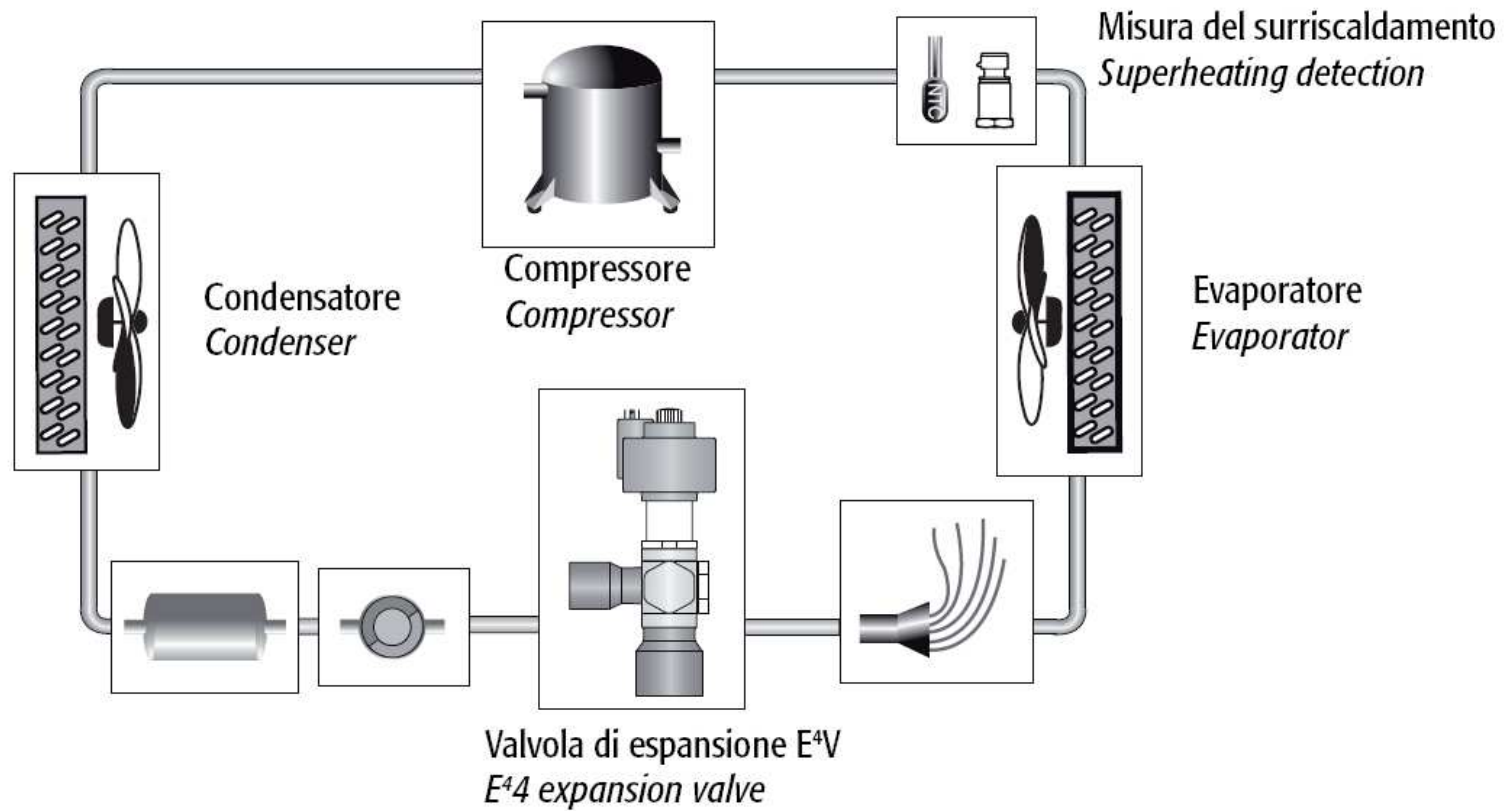 Misura del surriscaldamento
Superheating detection
NTC
Compressore
Compressor
Condensatore
Condenser
Evaporatore
Evaporator
Valvola di espansione E⁴V
E⁴4 expansion valve